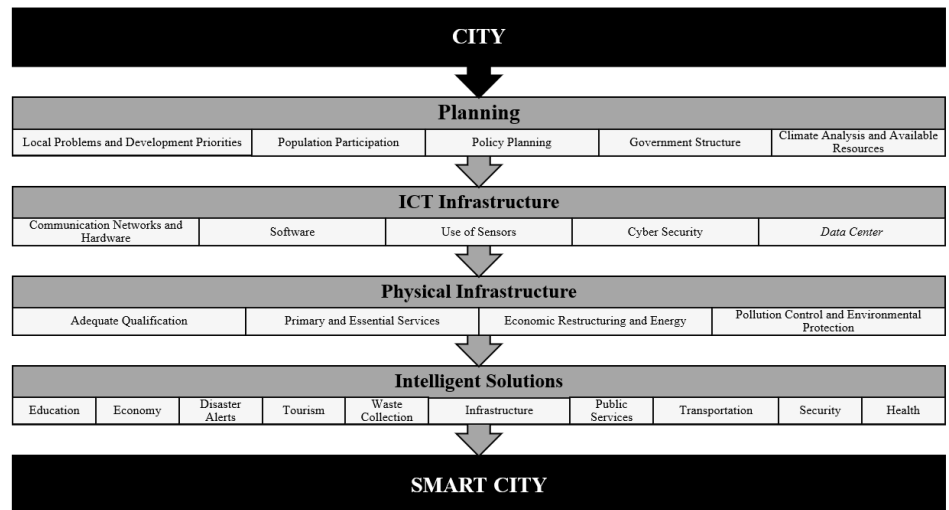 CITY
Planning
Local Problems and Development Priorities
Population Participation
Policy Planning
Government Structure
Climate Analysis and Available
Resources
ICT Infrastructure
Communication Networks and
Hardware
Software
Use of Sensors
Cyber Security
Data Center
Physical Infrastructure
Adequate Qualification
Primary and Essential Services
Economic Restructuring and Energy
Pollution Control and Environmental
Protection
Intelligent Solutions
Education
Economy
Disaster
Alerts
Tourism
Waste
Collection
Infrastructure
Public
Services
Transportation
Security
Health
SMART CITY